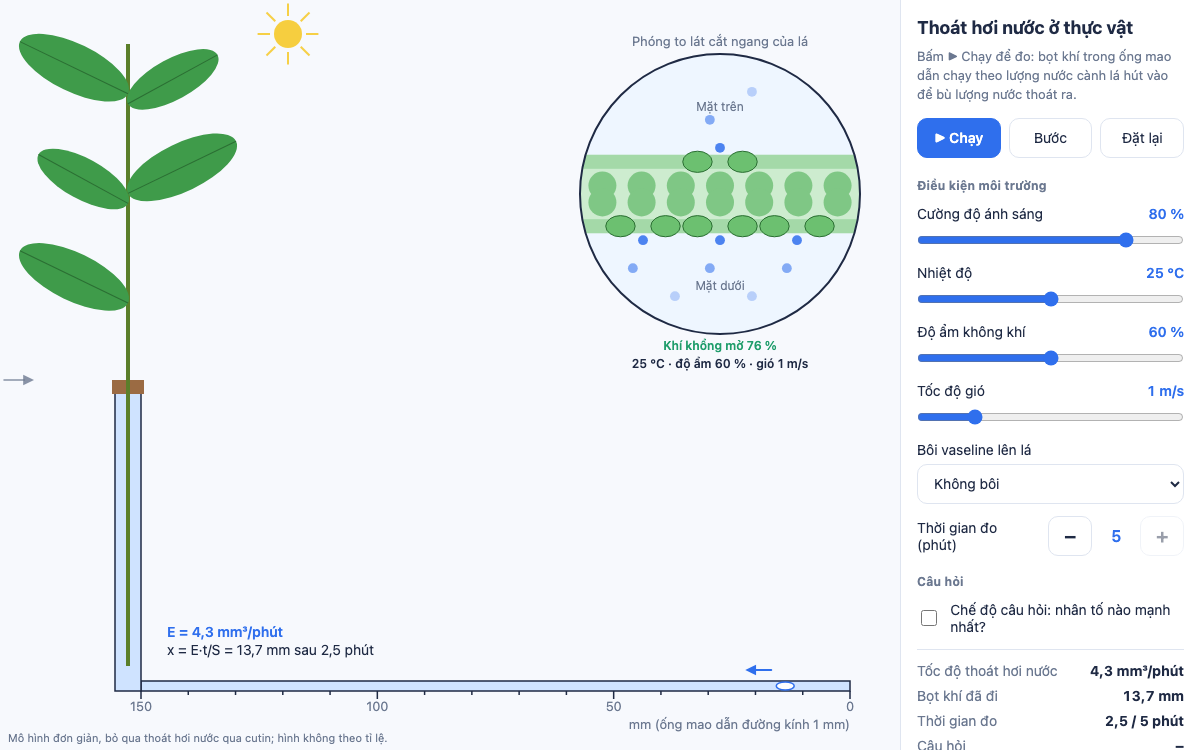 Phóng to lát cắt ngang của lá
Mặt trên
Mặt dưới
Khí khổng mở 76 %
25 °C · độ ẩm 60 % · gió 1 m/s
E = 4,3 mm³/phút
x = E·t/S = 13,7 mm sau 2,5 phút
150
100
50
0
mm (ống mao dẫn đường kính 1 mm)
Mô hình đơn giản, bỏ qua thoát hơi nước qua cutin; hình không theo tỉ lệ.
Thoát hơi nước ở thực vật
Bấm ▶ Chạy để đo: bọt khí trong ống mao
dẫn chạy theo lượng nước cành lá hút vào
để bù lượng nước thoát ra.
▶ Chạy
Bước
Đặt lại
Điều kiện môi trường
Cường độ ánh sáng 80 %
Nhiệt độ 25 °C
Độ ẩm không khí 60 %
Tốc độ gió 1 m/s
Bôi vaseline lên lá
Không bôi
Thời gian đo
(phút)
− 5 +
Câu hỏi
Chế độ câu hỏi: nhân tố nào mạnh
nhất?
Tốc độ thoát hơi nước 4,3 mm³/phút
Bọt khí đã đi 13,7 mm
Thời gian đo 2,5 / 5 phút
Câu hỏi –